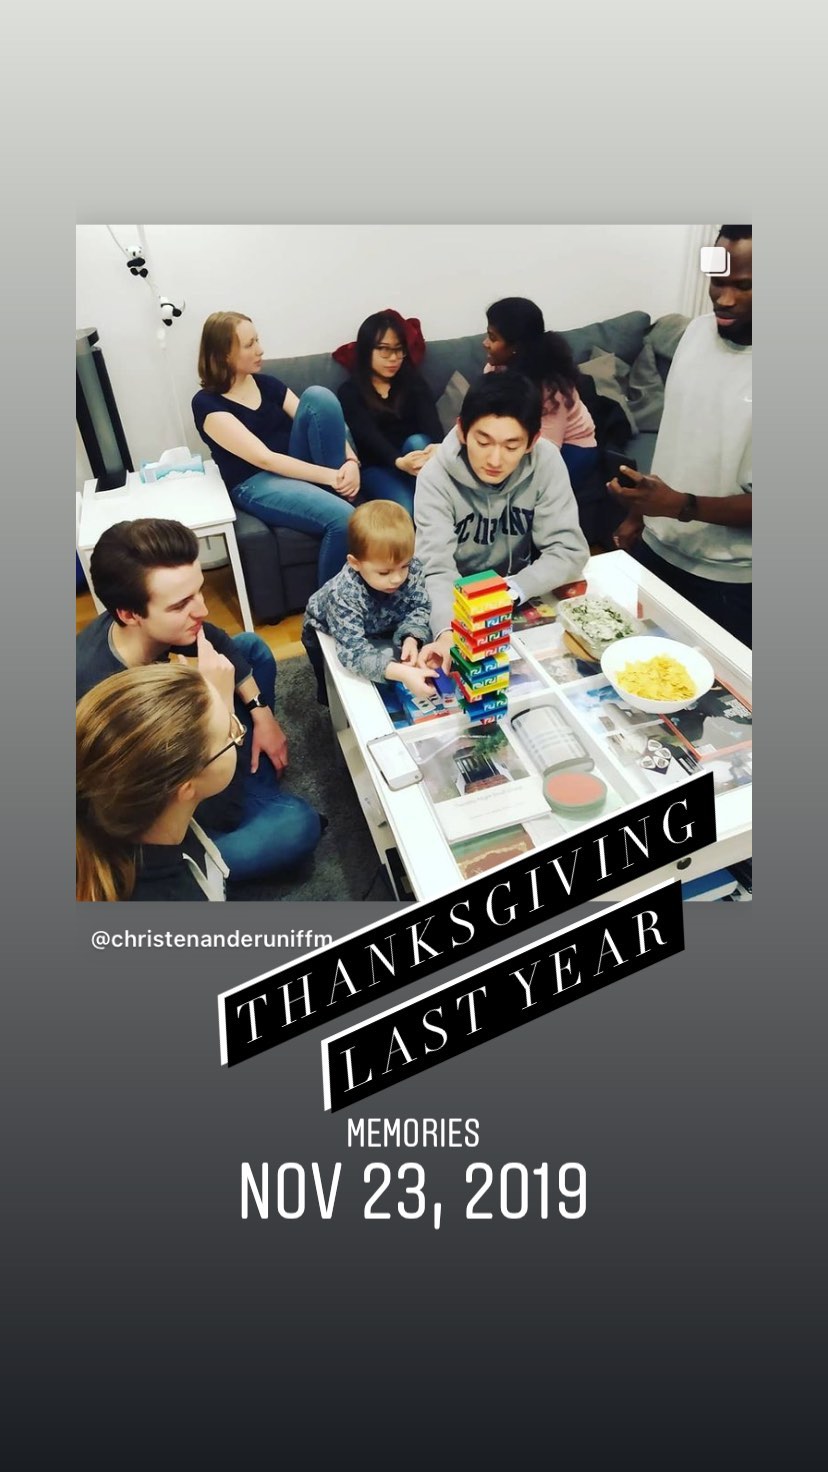 @christenanderuniffm
THANKSGIVING
LAST YEAR
MEMORIES
NOV 23, 2019